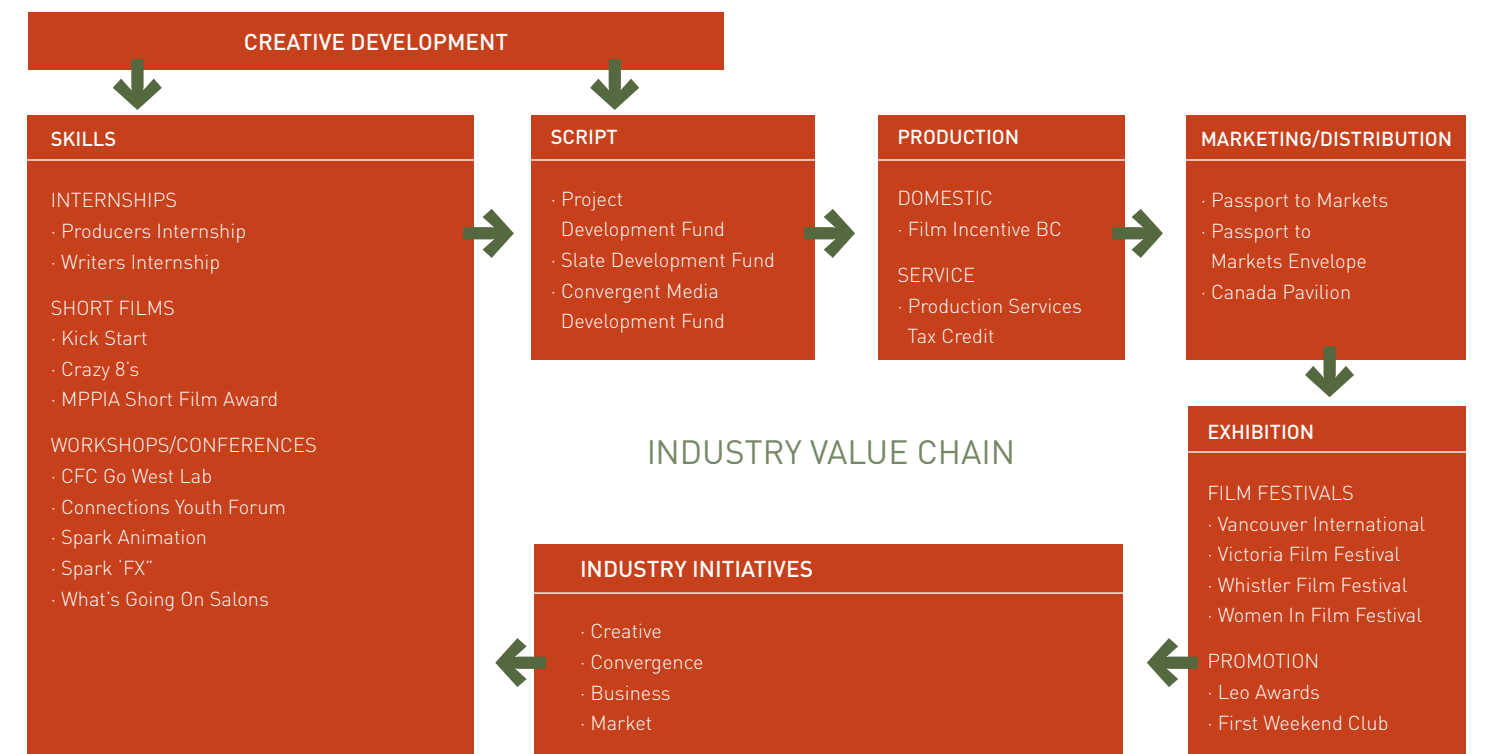 CREATIVE DEVELOPMENT
SKILLS
INTERNSHIPS
· Producers Internship
· Writers Internship
SHORT FILMS
· Kick Start
· Crazy 8’s
· MPPIA Short Film Award
WORKSHOPS/CONFERENCES
· CFC Go West Lab
· Connections Youth Forum
· Spark Animation
· Spark ‘FX”
· What’s Going On Salons
SCRIPT
· Project
Development Fund
· Slate Development Fund
· Convergent Media
Development Fund
PRODUCTION
DOMESTIC
· Film Incentive BC
SERVICE
· Production Services
Tax Credit
MARKETING/DISTRIBUTION
· Passport to Markets
· Passport to
Markets Envelope
· Canada Pavilion
INDUSTRY VALUE CHAIN
EXHIBITION
FILM FESTIVALS
· Vancouver International
· Victoria Film Festival
· Whistler Film Festival
· Women In Film Festival
PROMOTION
· Leo Awards
· First Weekend Club
INDUSTRY INITIATIVES
· Creative
· Convergence
· Business
· Market